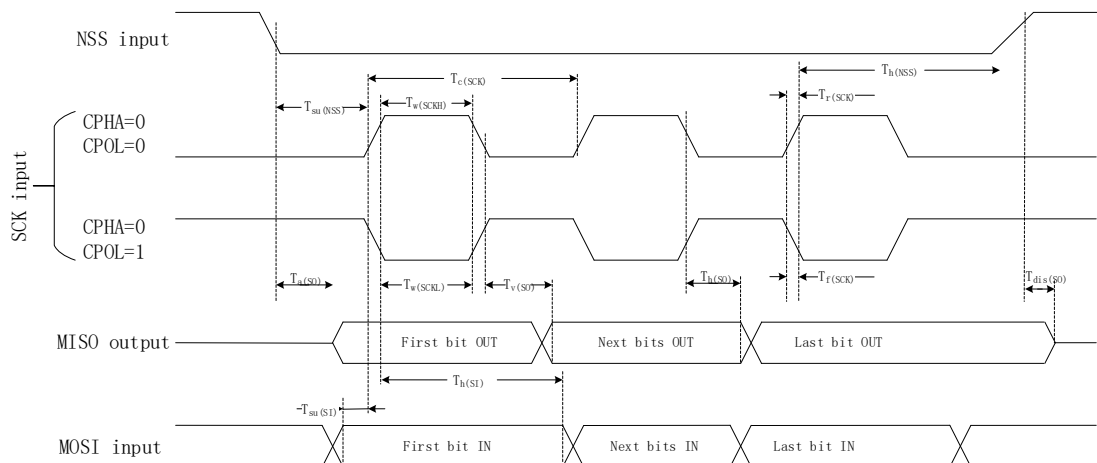 NSS input
Tc(SCK)
Th(NSS)
Tsu(NSS)
Tw(SCKH)
Tr(SCK)
CPHA=0
CPOL=0
SCK input
CPHA=0
CPOL=1
Ta(SO)
Tw(SCKL)
Tv(SO)
Th(SO)
Tf(SCK)
Tdis(SO)
MISO output
First bit OUT
Next bits OUT
Last bit OUT
Th(SI)
Tsu(SI)
MOSI input
First bit IN
Next bits IN
Last bit IN